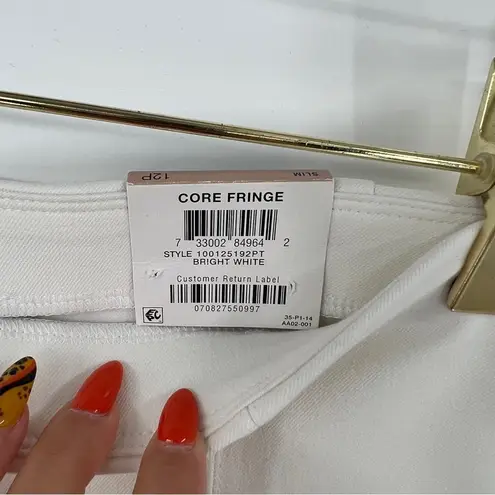 12P SLIM
CORE FRINGE
7 33002 84964 2
STYLE 100125192PT
BRIGHT WHITE
Customer Return Label
070827550997
35-P1-14
AA02-001